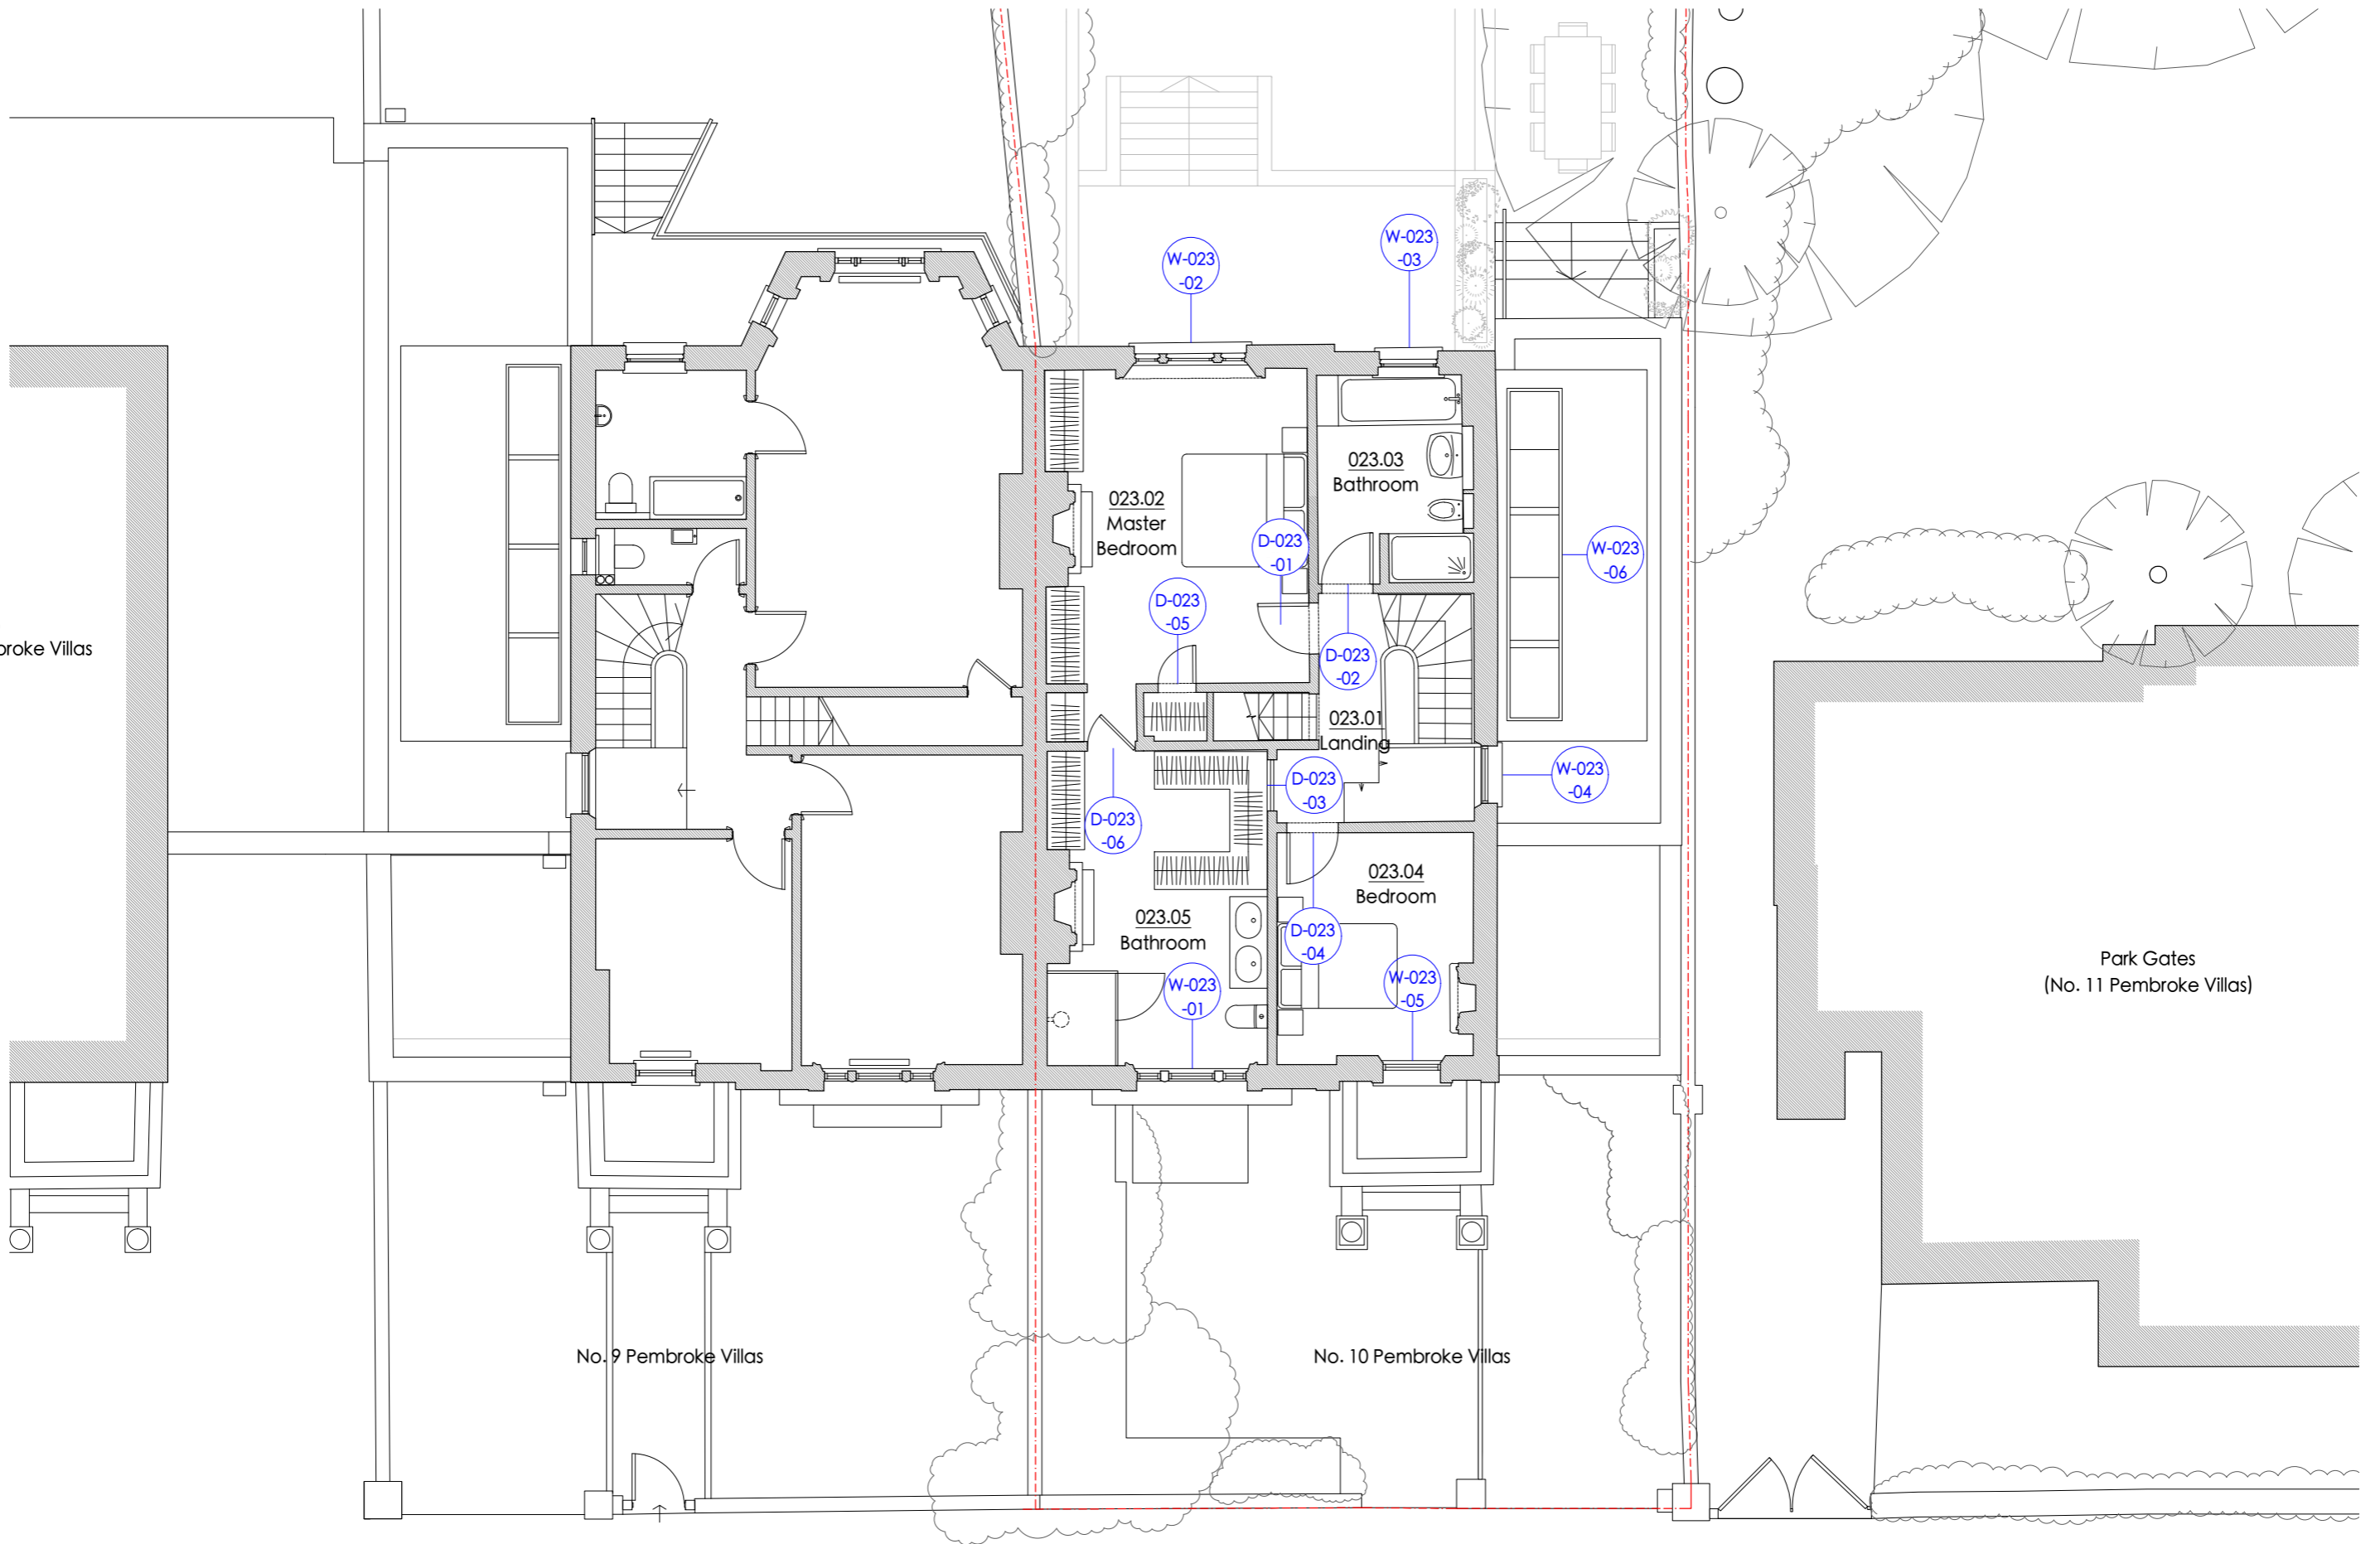 W-023
-03
W-023
-02
023.03
Bathroom
023.02
Master
Bedroom
D-023
-01
W-023
-06
D-023
-05
broke Villas
D-023
-02
023.01
Landing
D-023
-03
W-023
-04
D-023
-06
023.04
Bedroom
023.05
Bathroom
D-023
-04
W-023
-01
W-023
-05
Park Gates
(No. 11 Pembroke Villas)
No. 9 Pembroke Villas
No. 10 Pembroke Villas